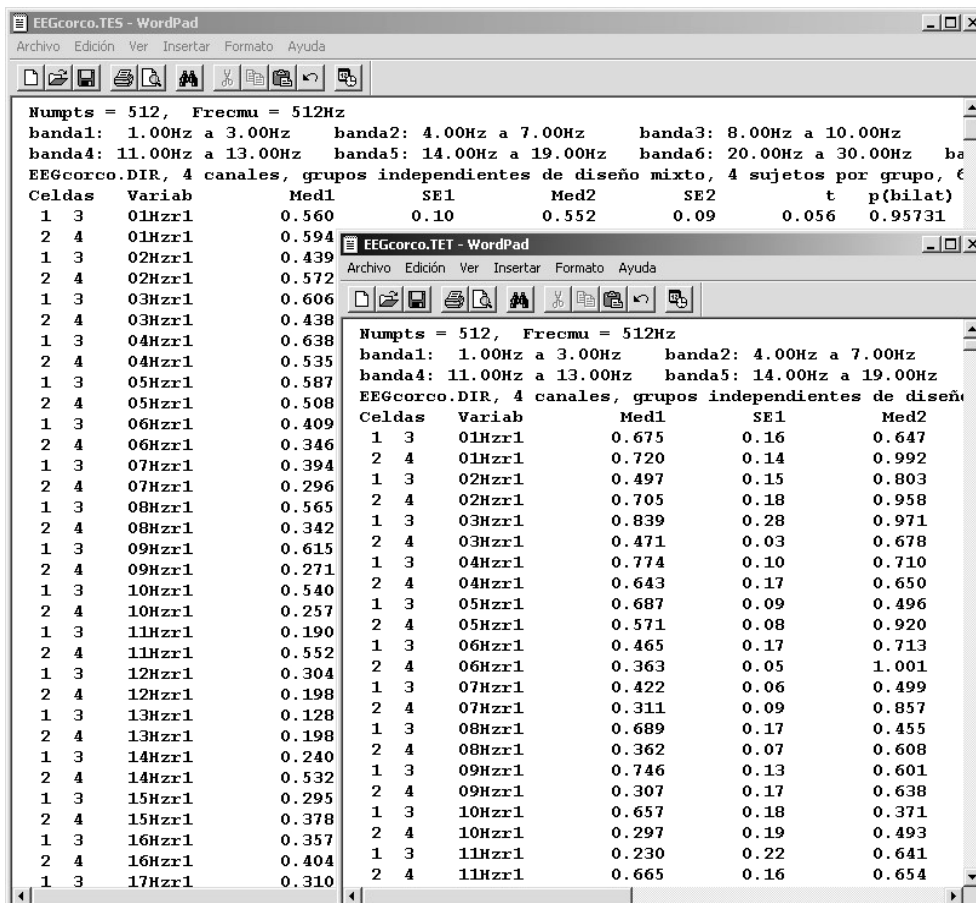 EEGcorco.TES - WordPad
Archivo Edición Ver Insertar Formato Ayuda
Numpts = 512, Frecmu = 512Hz
banda1: 1.00Hz a 3.00Hz banda2: 4.00Hz a 7.00Hz banda3: 8.00Hz a 10.00Hz
banda4: 11.00Hz a 13.00Hz banda5: 14.00Hz a 19.00Hz banda6: 20.00Hz a 30.00Hz ba
EEGcorco.DIR, 4 canales, grupos independientes de diseño mixto, 4 sujetos por grupo, 6
Celdas Variab Med1 SE1 Med2 SE2 t p(bilat)
1 3 01Hzr1 0.560 0.10 0.552 0.09 0.056 0.95731
2 4 01Hzr1 0.594
1 3 02Hzr1 0.439
2 4 02Hzr1 0.572
1 3 03Hzr1 0.606
2 4 03Hzr1 0.438
1 3 04Hzr1 0.638
2 4 04Hzr1 0.535
1 3 05Hzr1 0.587
2 4 05Hzr1 0.508
1 3 06Hzr1 0.409
2 4 06Hzr1 0.346
1 3 07Hzr1 0.394
2 4 07Hzr1 0.296
1 3 08Hzr1 0.565
2 4 08Hzr1 0.342
1 3 09Hzr1 0.615
2 4 09Hzr1 0.271
1 3 10Hzr1 0.540
2 4 10Hzr1 0.257
1 3 11Hzr1 0.190
2 4 11Hzr1 0.552
1 3 12Hzr1 0.304
2 4 12Hzr1 0.198
1 3 13Hzr1 0.128
2 4 13Hzr1 0.198
1 3 14Hzr1 0.240
2 4 14Hzr1 0.532
1 3 15Hzr1 0.295
2 4 15Hzr1 0.378
1 3 16Hzr1 0.357
2 4 16Hzr1 0.404
1 3 17Hzr1 0.310
EEGcorco.TET - WordPad
Archivo Edición Ver Insertar Formato Ayuda
Numpts = 512, Frecmu = 512Hz
banda1: 1.00Hz a 3.00Hz banda2: 4.00Hz a 7.00Hz
banda4: 11.00Hz a 13.00Hz banda5: 14.00Hz a 19.00Hz
EEGcorco.DIR, 4 canales, grupos independientes de diseñ
Celdas Variab Med1 SE1 Med2
1 3 01Hzr1 0.675 0.16 0.647
2 4 01Hzr1 0.720 0.14 0.992
1 3 02Hzr1 0.497 0.15 0.803
2 4 02Hzr1 0.705 0.18 0.958
1 3 03Hzr1 0.839 0.28 0.971
2 4 03Hzr1 0.471 0.03 0.678
1 3 04Hzr1 0.774 0.10 0.710
2 4 04Hzr1 0.643 0.17 0.650
1 3 05Hzr1 0.687 0.09 0.496
2 4 05Hzr1 0.571 0.08 0.920
1 3 06Hzr1 0.465 0.17 0.713
2 4 06Hzr1 0.363 0.05 1.001
1 3 07Hzr1 0.422 0.06 0.499
2 4 07Hzr1 0.311 0.09 0.857
1 3 08Hzr1 0.689 0.17 0.455
2 4 08Hzr1 0.362 0.07 0.608
1 3 09Hzr1 0.746 0.13 0.601
2 4 09Hzr1 0.307 0.17 0.638
1 3 10Hzr1 0.657 0.18 0.371
2 4 10Hzr1 0.297 0.19 0.493
1 3 11Hzr1 0.230 0.22 0.641
2 4 11Hzr1 0.665 0.16 0.654